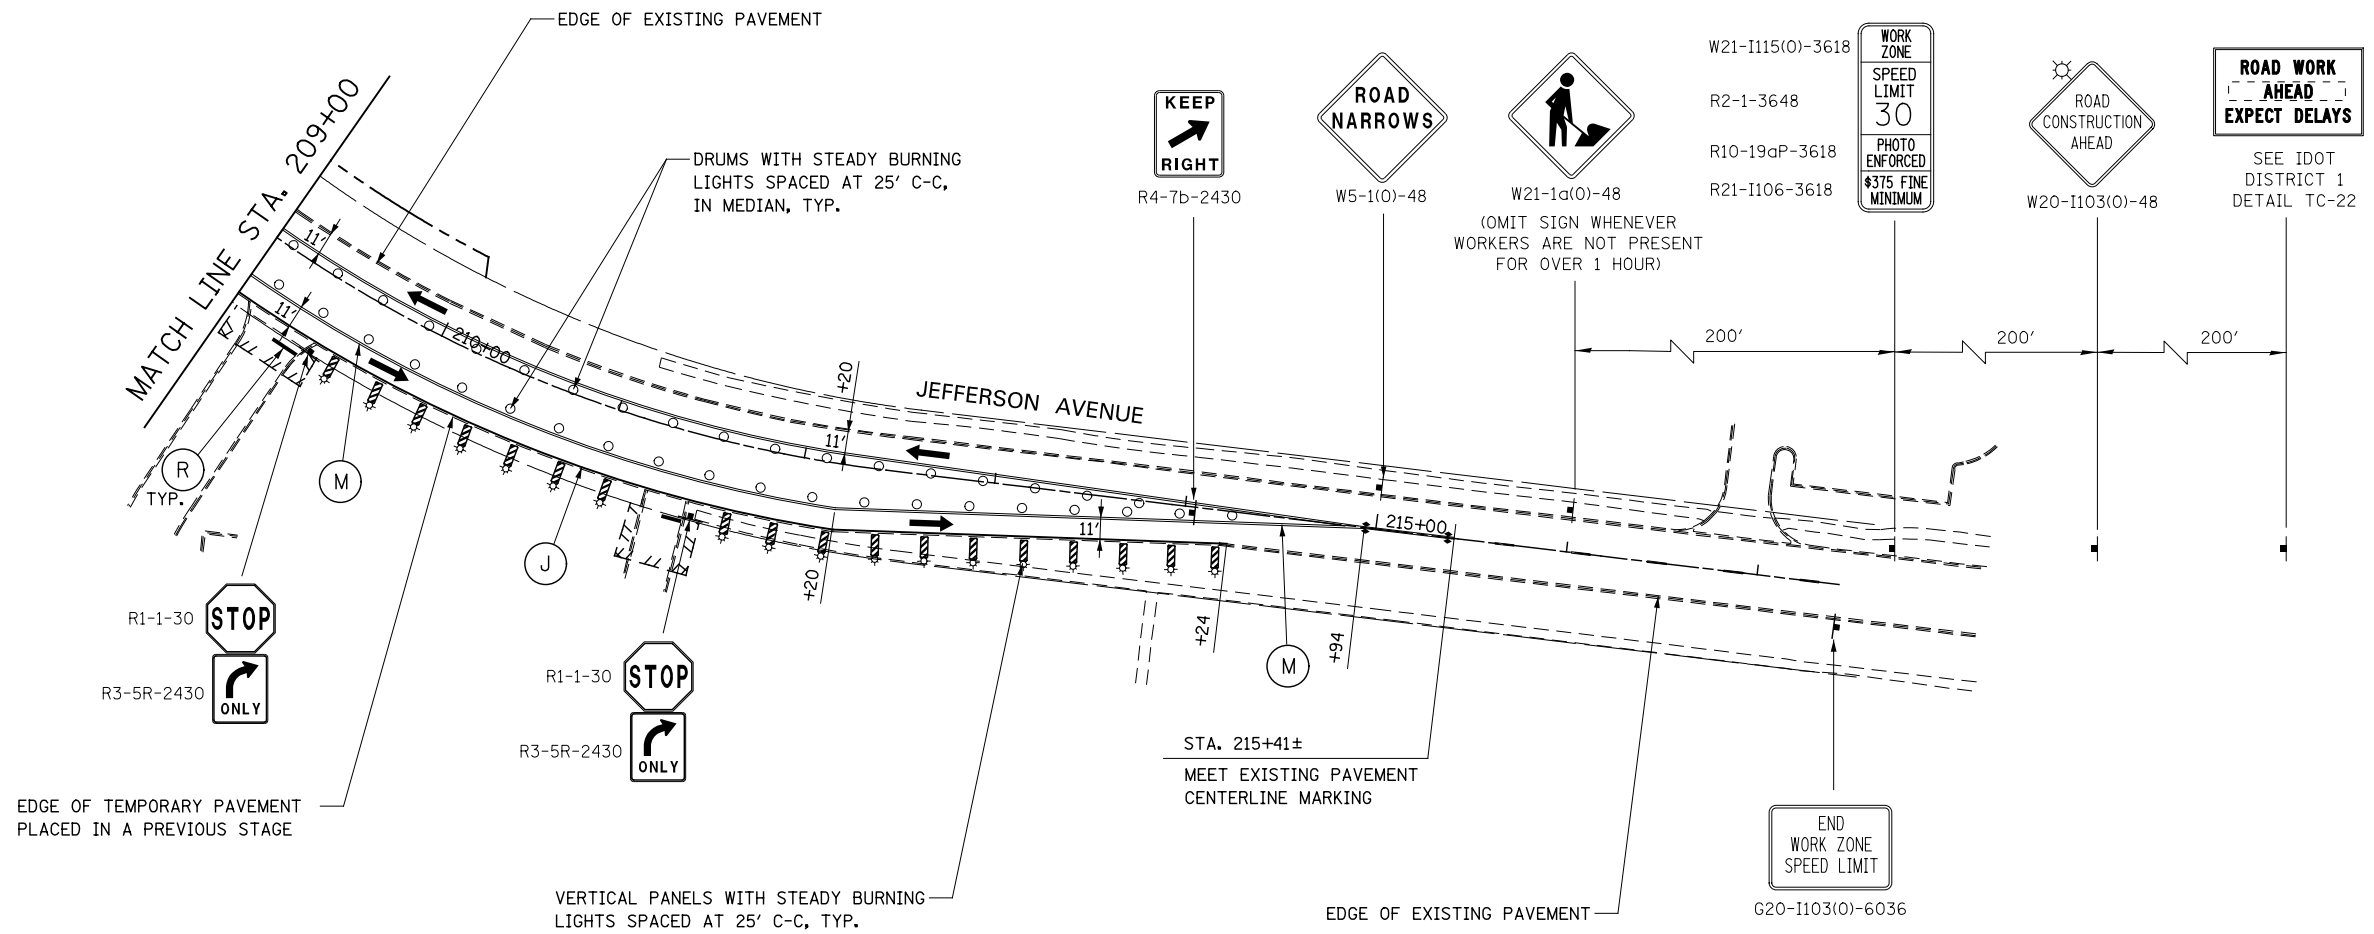 EDGE OF EXISTING PAVEMENT
MATCH LINE STA. 209+00
DRUMS WITH STEADY BURNING
LIGHTS SPACED AT 25' C-C,
IN MEDIAN, TYP.
KEEP
RIGHT
R4-7b-2430
ROAD
NARROWS
W5-1(O)-48
W21-1a(O)-48
(OMIT SIGN WHENEVER
WORKERS ARE NOT PRESENT
FOR OVER 1 HOUR)
W21-I115(O)-3618
R2-1-3648
R10-19aP-3618
R21-I106-3618
WORK
ZONE
SPEED
LIMIT
30
PHOTO
ENFORCED
$375 FINE
MINIMUM
ROAD
CONSTRUCTION
AHEAD
W20-I103(O)-48
ROAD WORK
AHEAD
EXPECT DELAYS
SEE IDOT
DISTRICT 1
DETAIL TC-22
200'
200'
200'
11'
11'
210+00
+20
11'
JEFFERSON AVENUE
R
TYP.
M
J
11'
215+00
+20
+24
+94
M
R1-1-30
STOP
R3-5R-2430
ONLY
R1-1-30
STOP
R3-5R-2430
ONLY
STA. 215+41±
MEET EXISTING PAVEMENT
CENTERLINE MARKING
EDGE OF TEMPORARY PAVEMENT
PLACED IN A PREVIOUS STAGE
VERTICAL PANELS WITH STEADY BURNING
LIGHTS SPACED AT 25' C-C, TYP.
EDGE OF EXISTING PAVEMENT
END
WORK ZONE
SPEED LIMIT
G20-I103(O)-6036